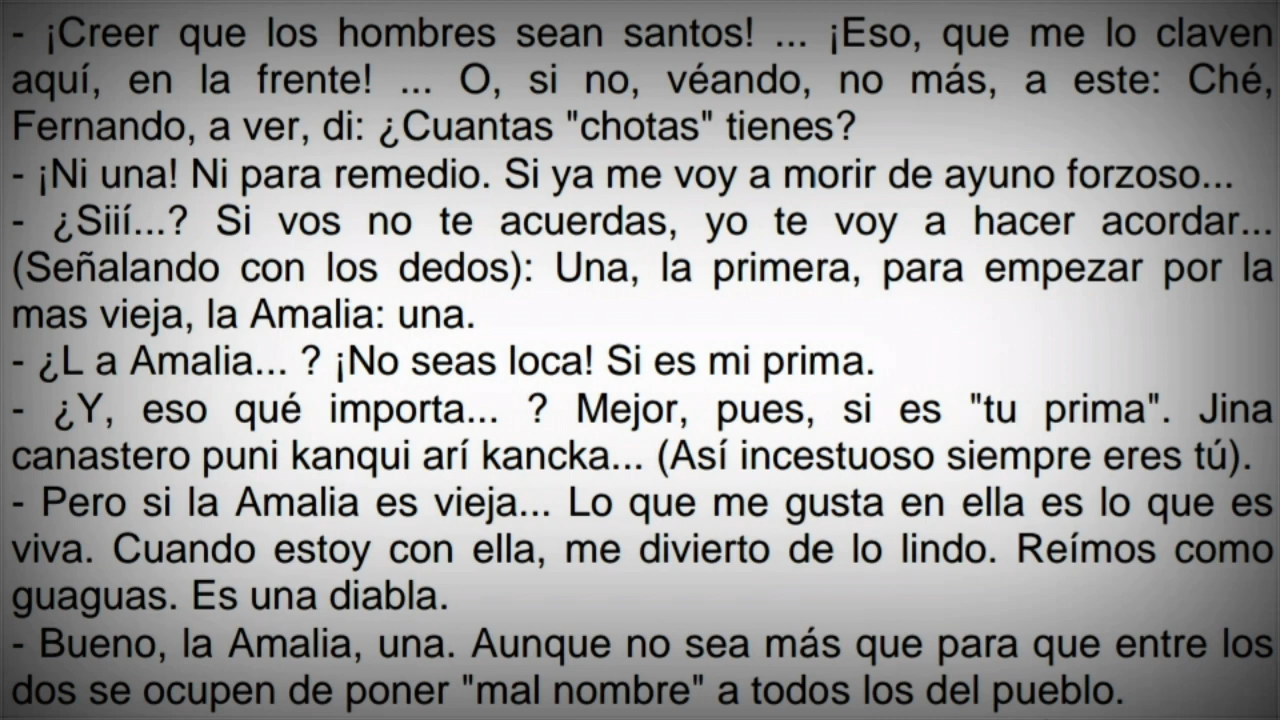 - ¡Creer que los hombres sean santos! ... ¡Eso, que me lo claven
aquí, en la frente! ... O, si no, véando, no más, a este: Ché,
Fernando, a ver, di: ¿Cuantas "chotas" tienes?
- ¡Ni una! Ni para remedio. Si ya me voy a morir de ayuno forzoso...
- ¿Siií...? Si vos no te acuerdas, yo te voy a hacer acordar...
(Señalando con los dedos): Una, la primera, para empezar por la
mas vieja, la Amalia: una.
- ¿L a Amalia... ? ¡No seas loca! Si es mi prima.
- ¿Y, eso qué importa... ? Mejor, pues, si es "tu prima". Jina
canastero puni kanqui arí kancka... (Así incestuoso siempre eres tú).
- Pero si la Amalia es vieja... Lo que me gusta en ella es lo que es
viva. Cuando estoy con ella, me divierto de lo lindo. Reímos como
guaguas. Es una diabla.
- Bueno, la Amalia, una. Aunque no sea más que para que entre los
dos se ocupen de poner "mal nombre" a todos los del pueblo.